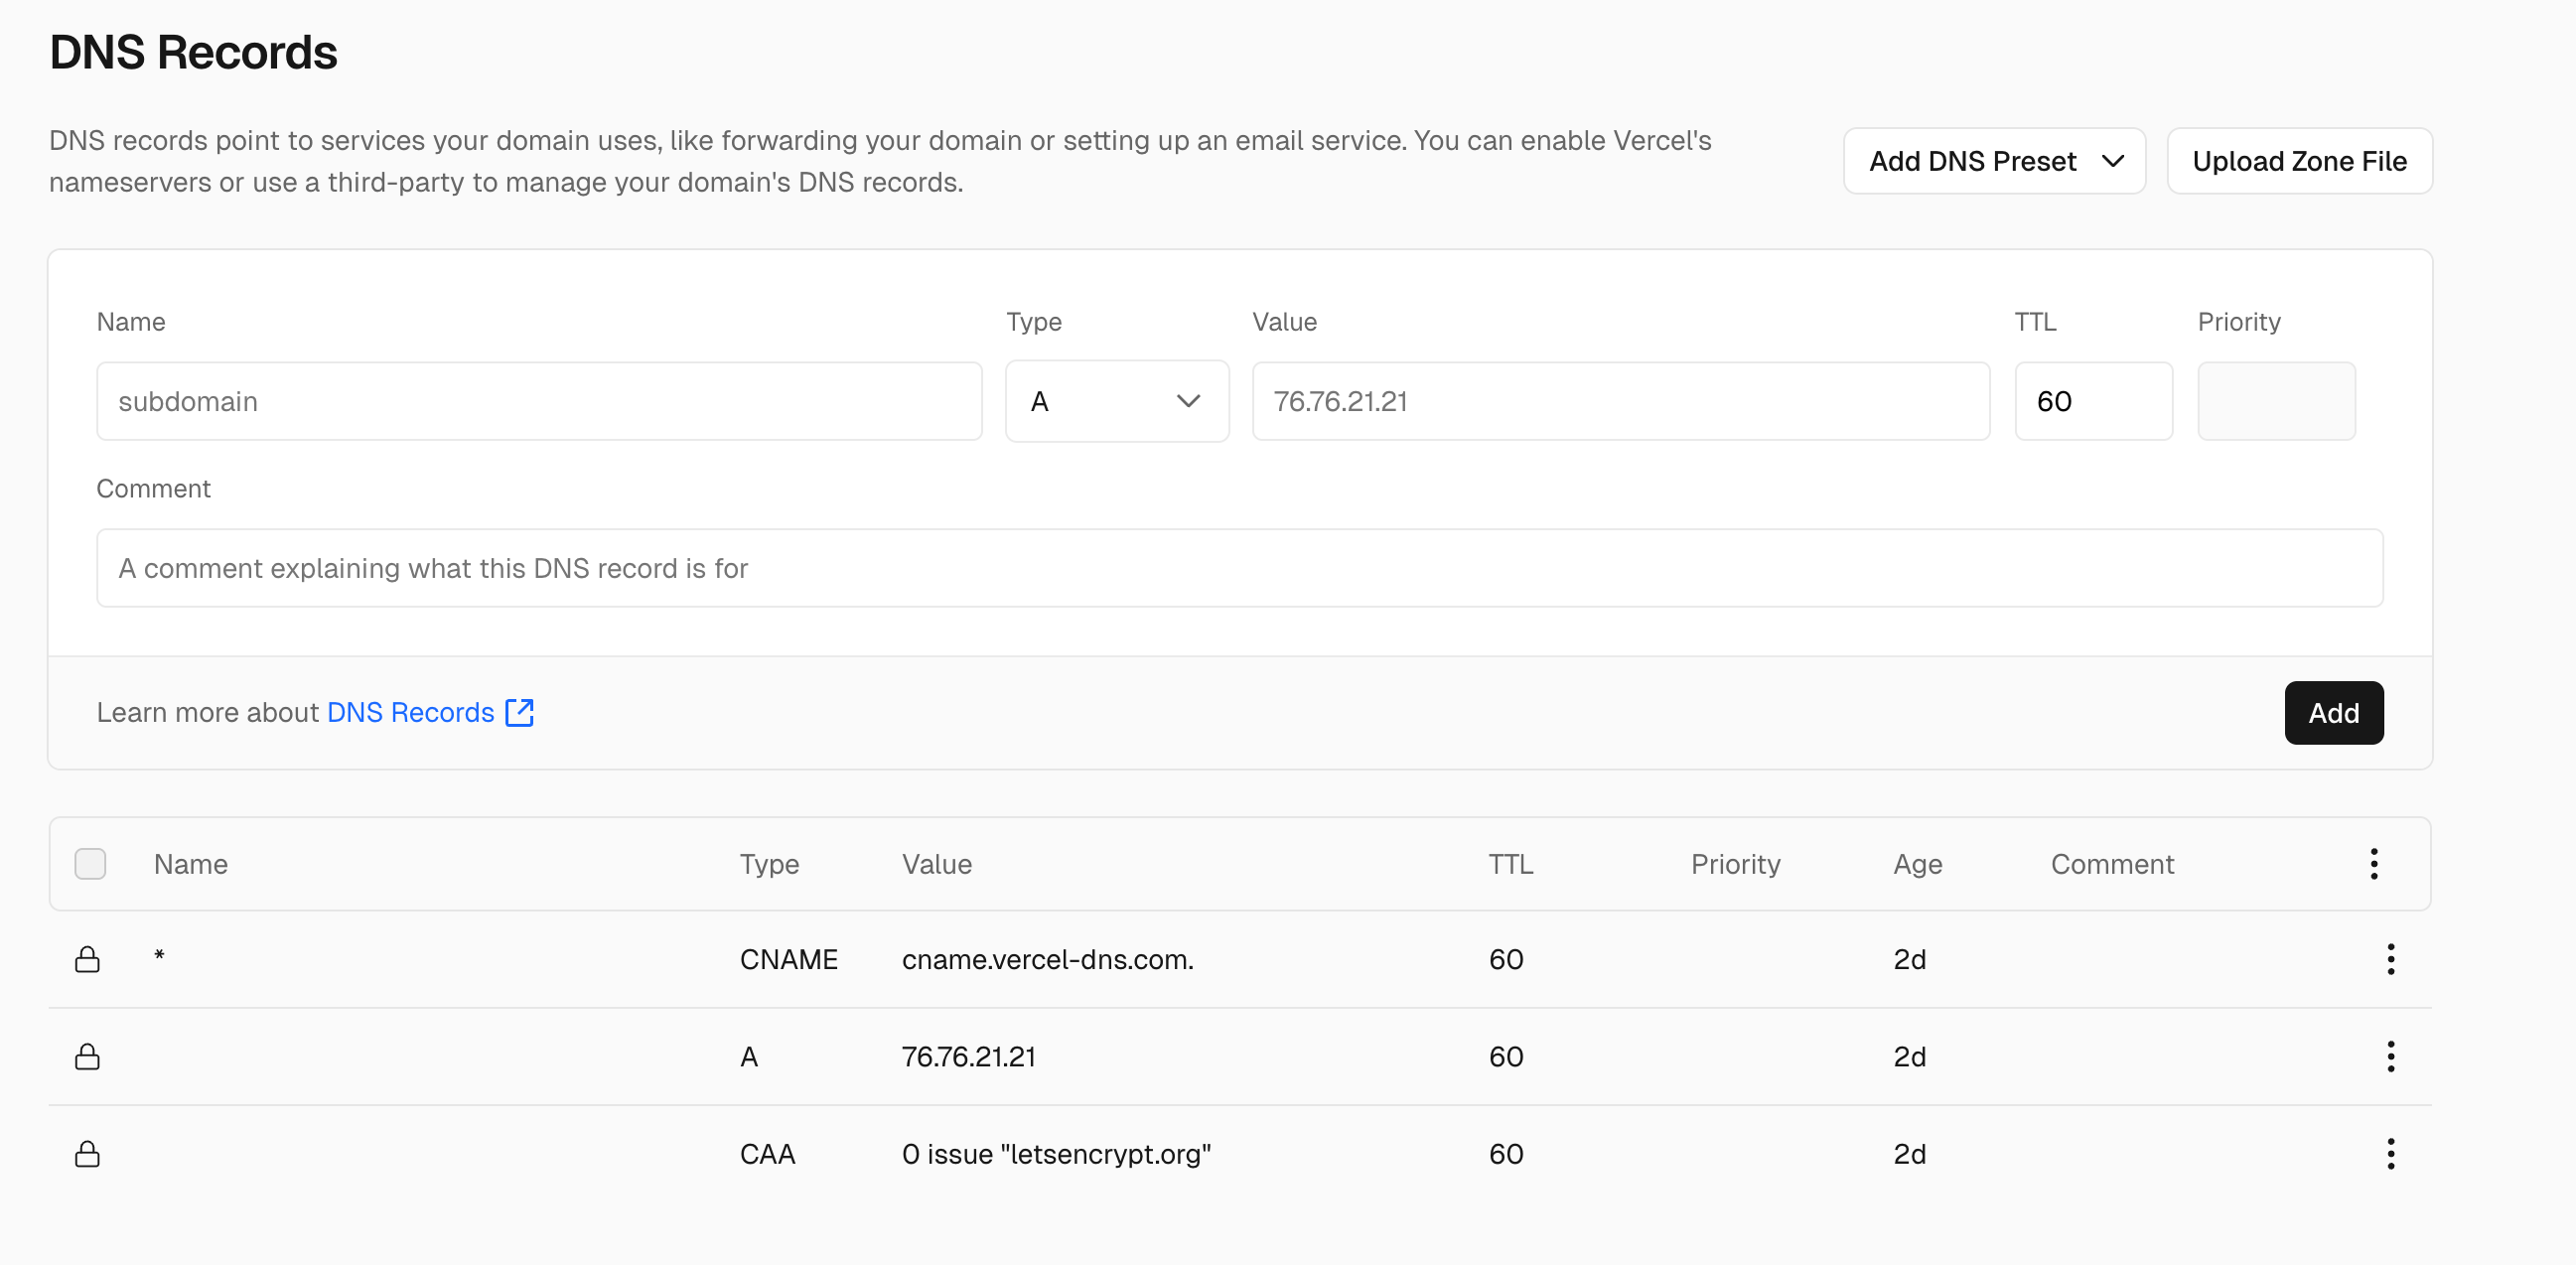 DNS Records
DNS records point to services your domain uses, like forwarding your domain or setting up an email service. You can enable Vercel's
nameservers or use a third-party to manage your domain's DNS records.
Add DNS Preset
Upload Zone File
Name Type Value TTL Priority
subdomain A 76.76.21.21 60
Comment
A comment explaining what this DNS record is for
Learn more about DNS Records
Add
Name Type Value TTL Priority Age Comment
* CNAME cname.vercel-dns.com. 60 2d
A 76.76.21.21 60 2d
CAA 0 issue "letsencrypt.org" 60 2d